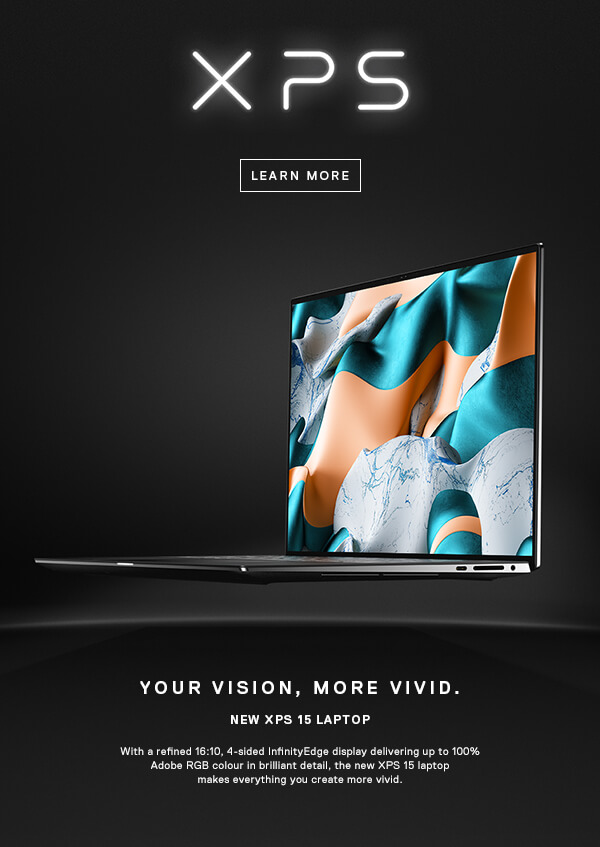 XPS
LEARN MORE
YOUR VISION, MORE VIVID.
NEW XPS 15 LAPTOP
With a refined 16:10, 4-sided InfinityEdge display delivering up to 100%
Adobe RGB colour in brilliant detail, the new XPS 15 laptop
makes everything you create more vivid.